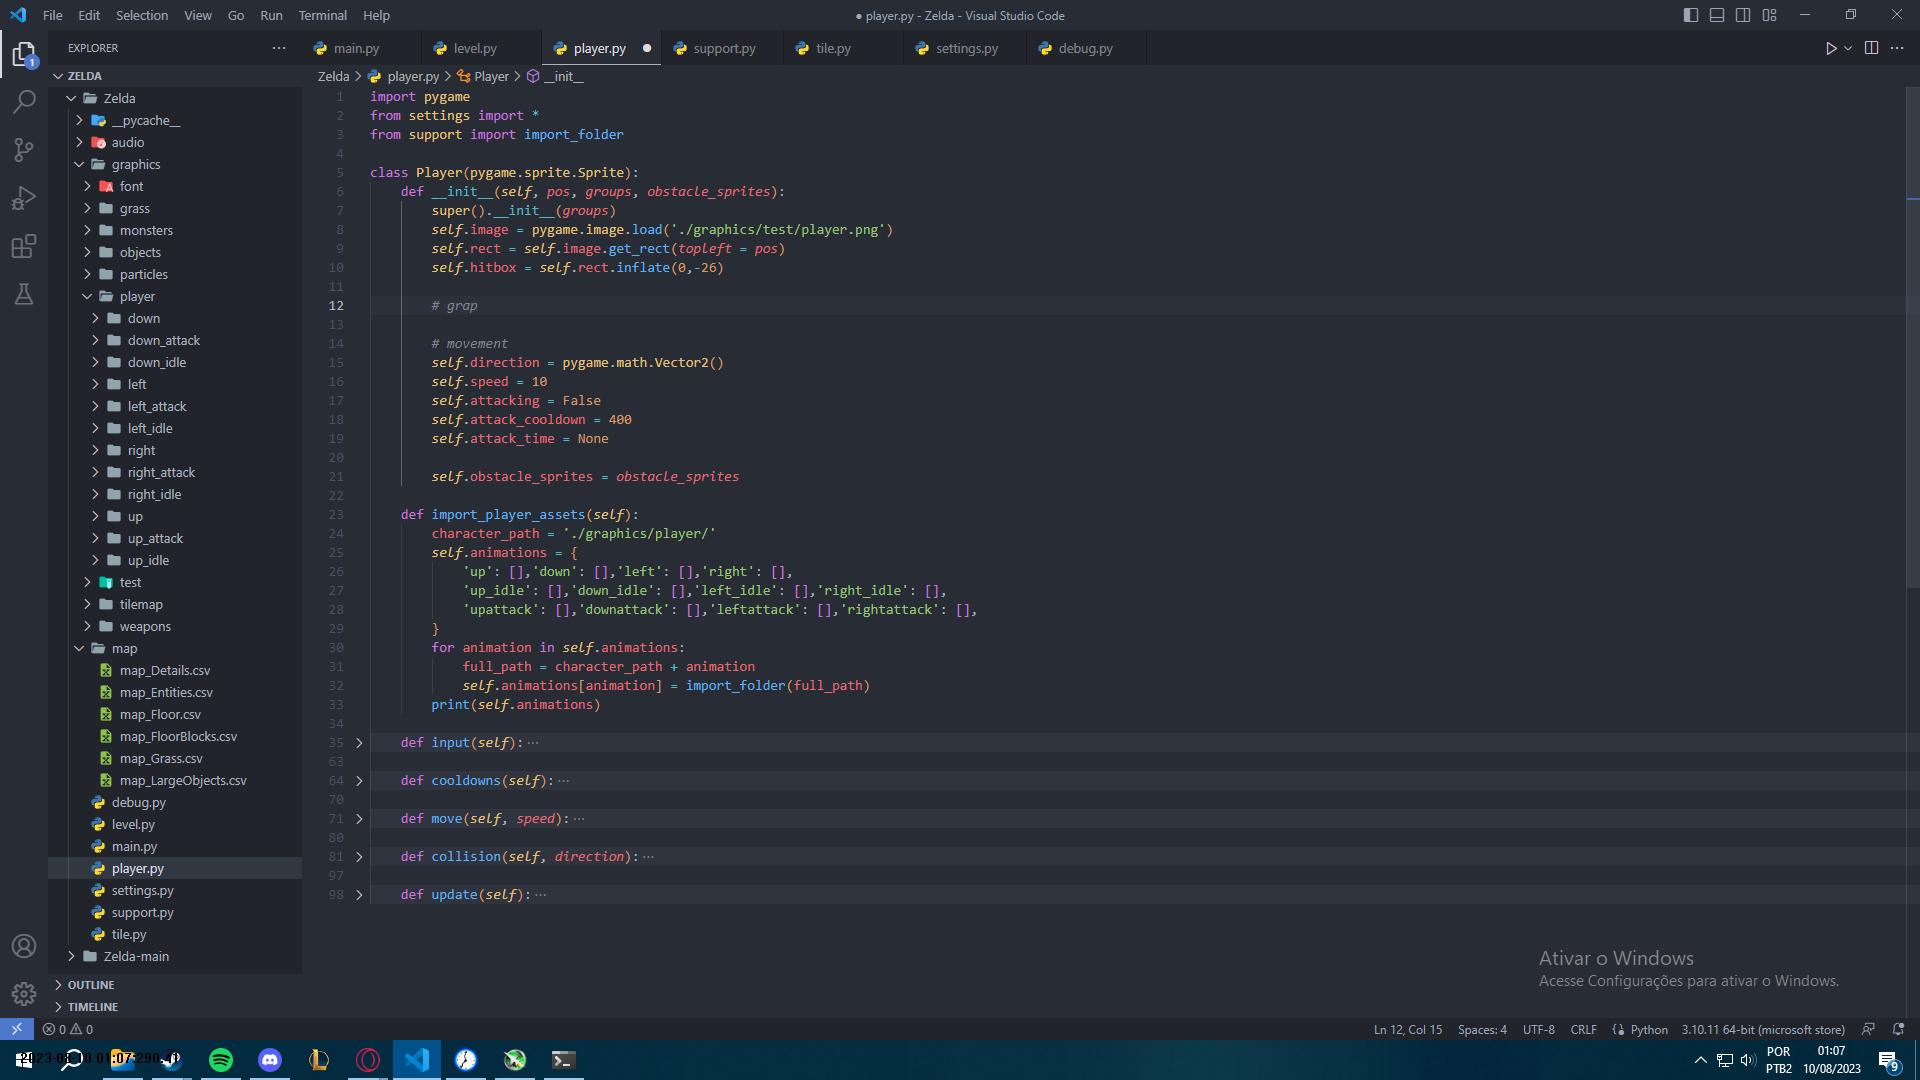 File Edit Selection View Go Run Terminal Help
● player.py - Zelda - Visual Studio Code
EXPLORER
main.py level.py player.py support.py tile.py settings.py debug.py
1
ZELDA
Zelda
__pycache__
audio
graphics
font
grass
monsters
objects
particles
player
down
down_attack
down_idle
left
left_attack
left_idle
right
right_attack
right_idle
up
up_attack
up_idle
test
tilemap
weapons
map
map_Details.csv
map_Entities.csv
map_Floor.csv
map_FloorBlocks.csv
map_Grass.csv
map_LargeObjects.csv
debug.py
level.py
main.py
player.py
settings.py
support.py
tile.py
Zelda-main
OUTLINE
TIMELINE
Zelda > player.py > Player > __init__
1 import pygame
2 from settings import *
3 from support import import_folder
4
5 class Player(pygame.sprite.Sprite):
6 def __init__(self, pos, groups, obstacle_sprites):
7 super().__init__(groups)
8 self.image = pygame.image.load('./graphics/test/player.png')
9 self.rect = self.image.get_rect(topleft = pos)
10 self.hitbox = self.rect.inflate(0,-26)
11
12 # grap
13
14 # movement
15 self.direction = pygame.math.Vector2()
16 self.speed = 10
17 self.attacking = False
18 self.attack_cooldown = 400
19 self.attack_time = None
20
21 self.obstacle_sprites = obstacle_sprites
22
23 def import_player_assets(self):
24 character_path = './graphics/player/'
25 self.animations = {
26 'up': [],'down': [],'left': [],'right': [],
27 'up_idle': [],'down_idle': [],'left_idle': [],'right_idle': [],
28 'upattack': [],'downattack': [],'leftattack': [],'rightattack': [],
29 }
30 for animation in self.animations:
31 full_path = character_path + animation
32 self.animations[animation] = import_folder(full_path)
33 print(self.animations)
34
35 def input(self):···
63
64 def cooldowns(self):···
70
71 def move(self, speed):···
80
81 def collision(self, direction):···
97
98 def update(self):···
Ativar o Windows
Acesse Configurações para ativar o Windows.
0 0
Ln 12, Col 15 Spaces: 4 UTF-8 CRLF Python 3.10.11 64-bit (microsoft store)
POR
PTB2
01:07
10/08/2023
9